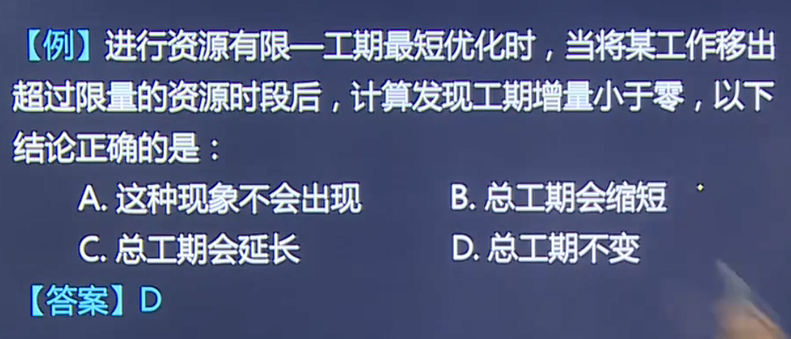 【例】进行资源有限—工期最短优化时，当将某工作移出
超过限量的资源时段后，计算发现工期增量小于零，以下
结论正确的是：
A. 这种现象不会出现 B. 总工期会缩短
C. 总工期会延长 D. 总工期不变
【答案】D